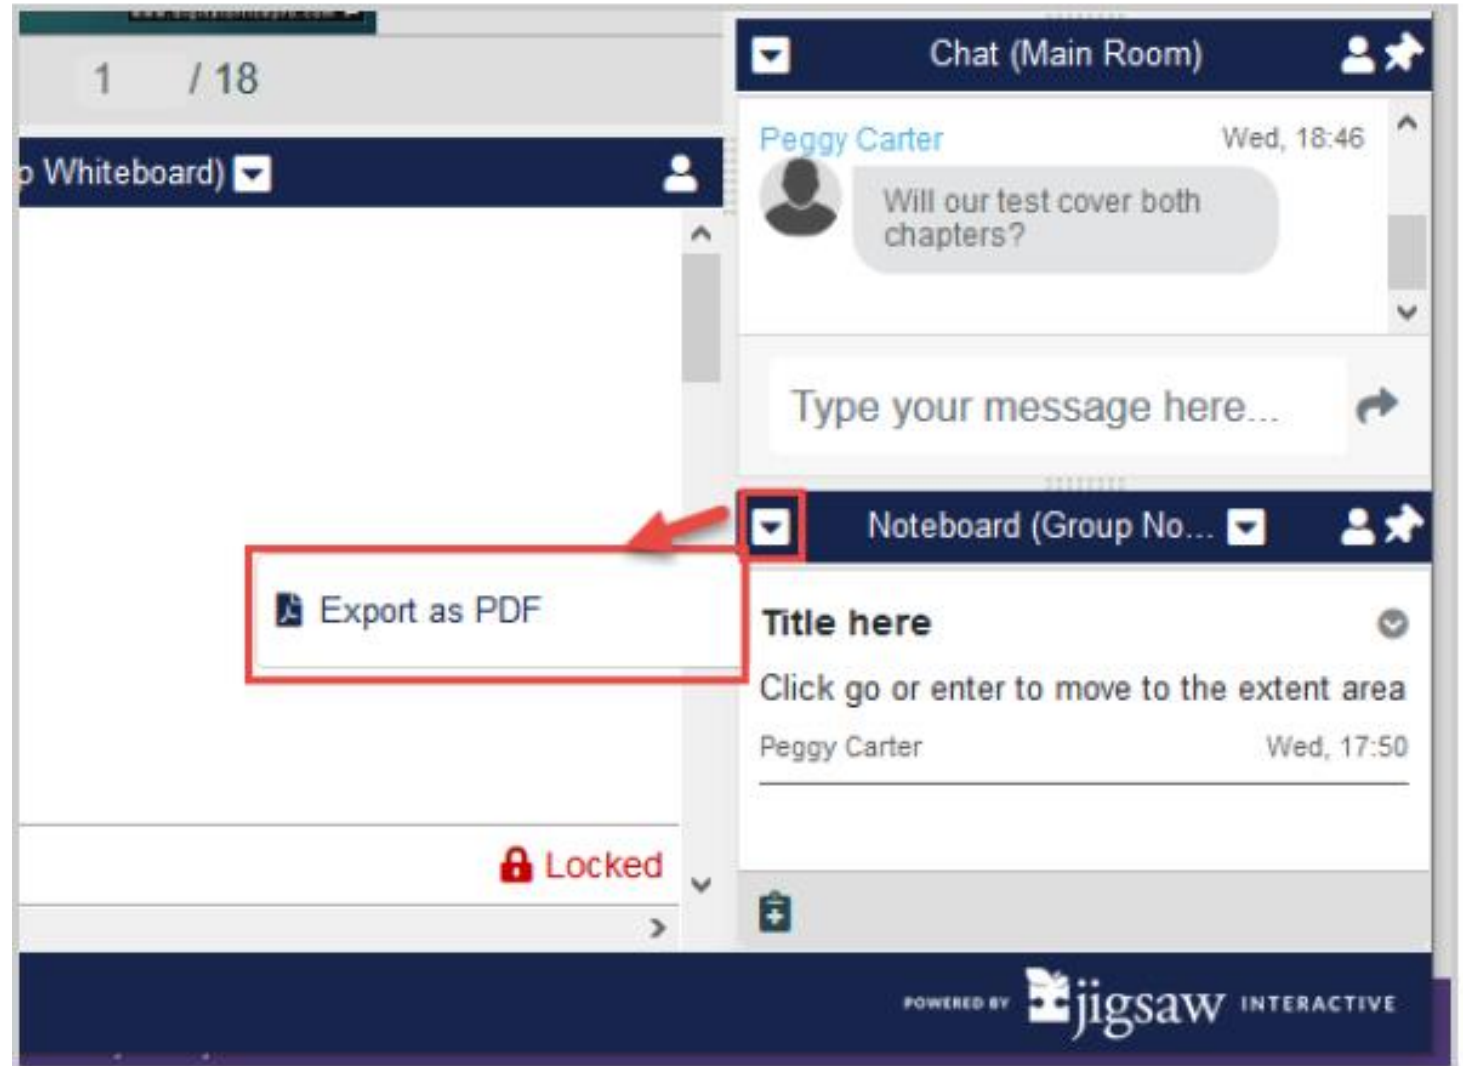 1 / 18
p Whiteboard)
Chat (Main Room)
Peggy Carter
Wed, 18:46
Will our test cover both
chapters?
Type your message here...
Noteboard (Group No...
Export as PDF
Title here
Click go or enter to move to the extent area
Peggy Carter
Wed, 17:50
Locked
POWERED BY jigsaw INTERACTIVE